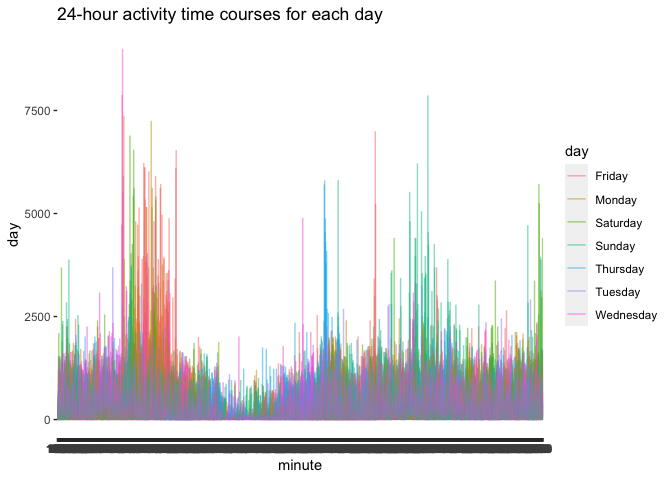 24-hour activity time courses for each day
7500
5000
2500
0
day
minute
day
Friday
Monday
Saturday
Sunday
Thursday
Tuesday
Wednesday